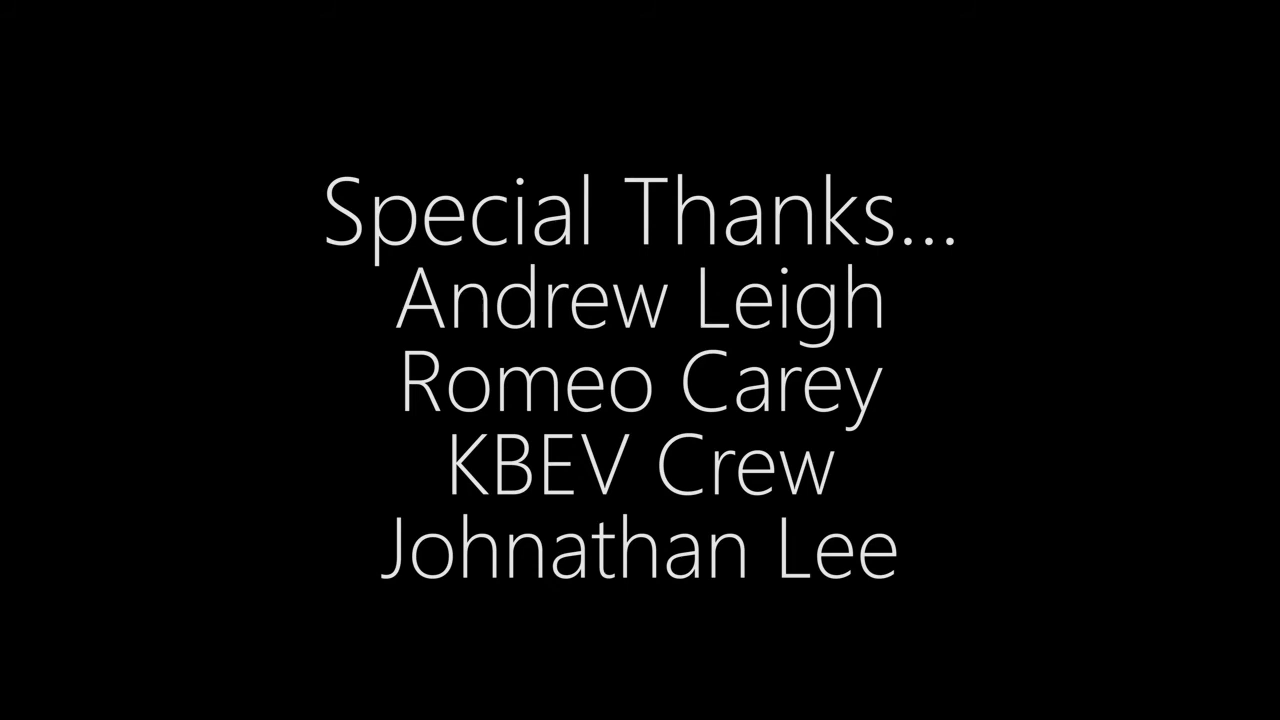 Special Thanks...
Andrew Leigh
Romeo Carey
KBEV Crew
Johnathan Lee